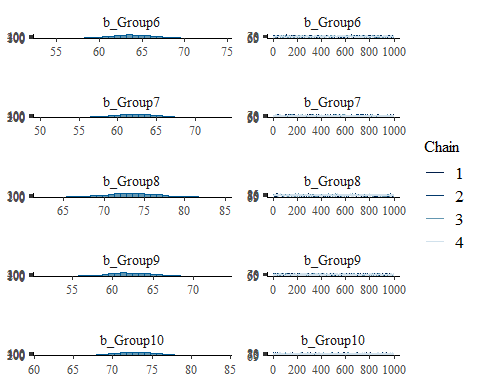 b_Group6 b_Group6
55 60 65 70 75 0 200 400 600 800 1000
b_Group7 b_Group7
50 55 60 65 70 0 200 400 600 800 1000
Chain
1
b_Group8 b_Group8
2
65 70 75 80 85 0 200 400 600 800 1000
3
4
b_Group9 b_Group9
55 60 65 70 0 200 400 600 800 1000
b_Group10 b_Group10
60 65 70 75 80 85 0 200 400 600 800 1000